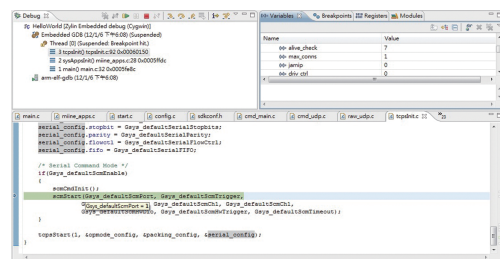 Debug
Variables Breakpoints Registers Modules
HelloWorld [Zylin Embedded debug (Cygwin)]
Embedded GDB (12/1/6 下午6:08) (Suspended)
Thread [0] (Suspended: Breakpoint hit.)
3 tcpsInit() tcpsInit.c:92 0x00060150
2 sysAppsInit() miine_apps.c:28 0x0005ffdc
1 main() main.c:32 0x0005fe8c
arm-elf-gdb (12/1/6 下午6:08)
Name Value
alive_check 7
max_conns 1
jamip 0
driv_ctrl 0
main.c miine_apps.c start.c config.c sdkconf.h cmd_main.c cmd_udp.c raw_udp.c tcpsInit.c
serial_config.stopbit = Gsys_defaultSerialStopbits;
serial_config.parity = Gsys_defaultSerialParity;
serial_config.flowctl = Gsys_defaultSerialFlowCtrl;
serial_config.fifo = Gsys_defaultSerialFIFO;
/* Serial Command Mode */
if(Gsys_defaultScmEnable)
{
scmCmdInit();
scmStart(Gsys_defaultScmPort, Gsys_defaultScmTrigger,
Gsys_defaultScmPort = 1 Gsys_defaultScmCh1,
Gsys_defaultScmHwTrigger, Gsys_defaultScmTimeout);
}
tcpsStart(1, &opmode_config, &packing_config, &serial_config);
}